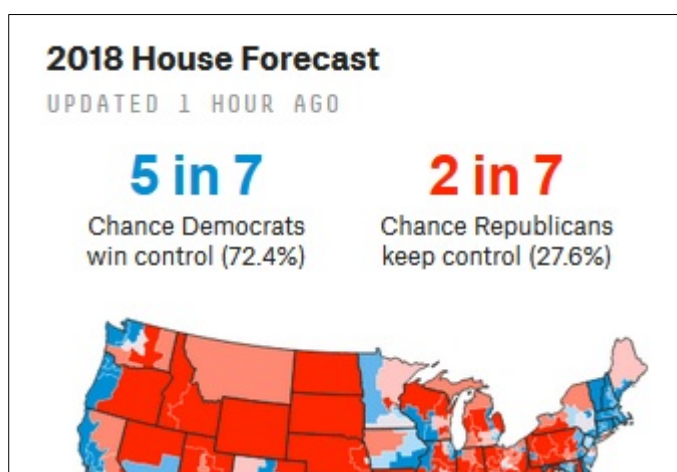 2018 House Forecast
UPDATED 1 HOUR AGO
5 in 7
Chance Democrats
win control (72.4%)
2 in 7
Chance Republicans
keep control (27.6%)